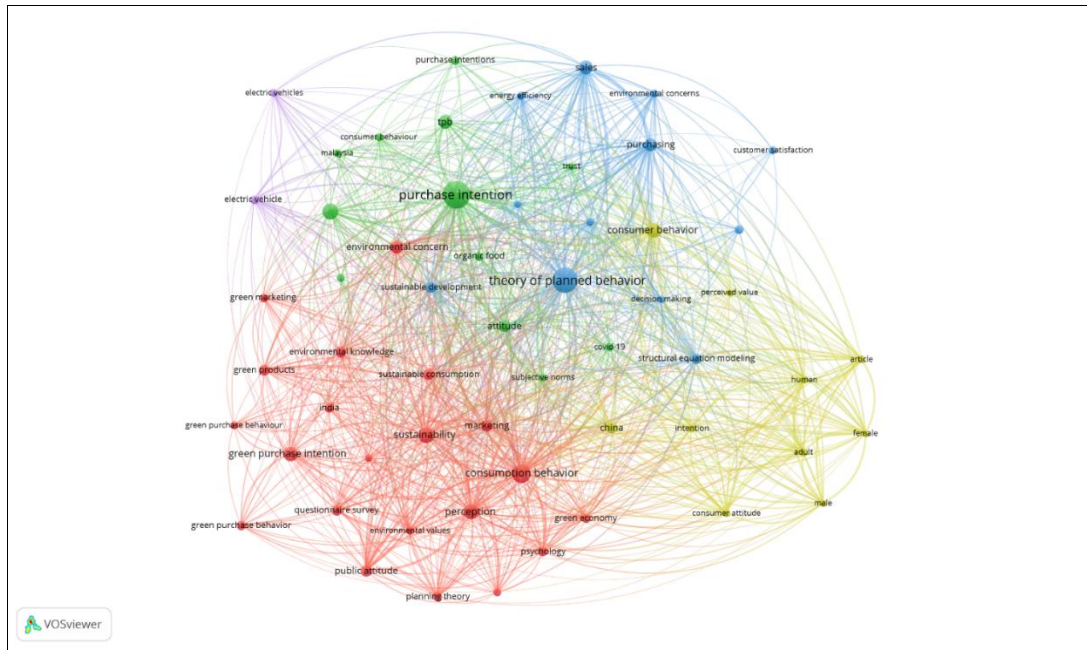 purchase intentions
sales
electric vehicles
energy efficiency
environmental concerns
tpb
consumer behaviour
purchasing
malaysia
customer satisfaction
trust
electric vehicle
purchase intention
consumer behavior
environmental concern
organic food
theory of planned behavior
sustainable development
green marketing
decision making
perceived value
attitude
environmental knowledge
covid-19
structural equation modeling
article
green products
sustainable consumption
subjective norms
human
india
green purchase behaviour
marketing
sustainability
china
intention
female
green purchase intention
adult
consumption behavior
male
questionnaire survey
perception
green economy
consumer attitude
green purchase behavior
environmental values
psychology
public attitude
planning theory
VOSviewer